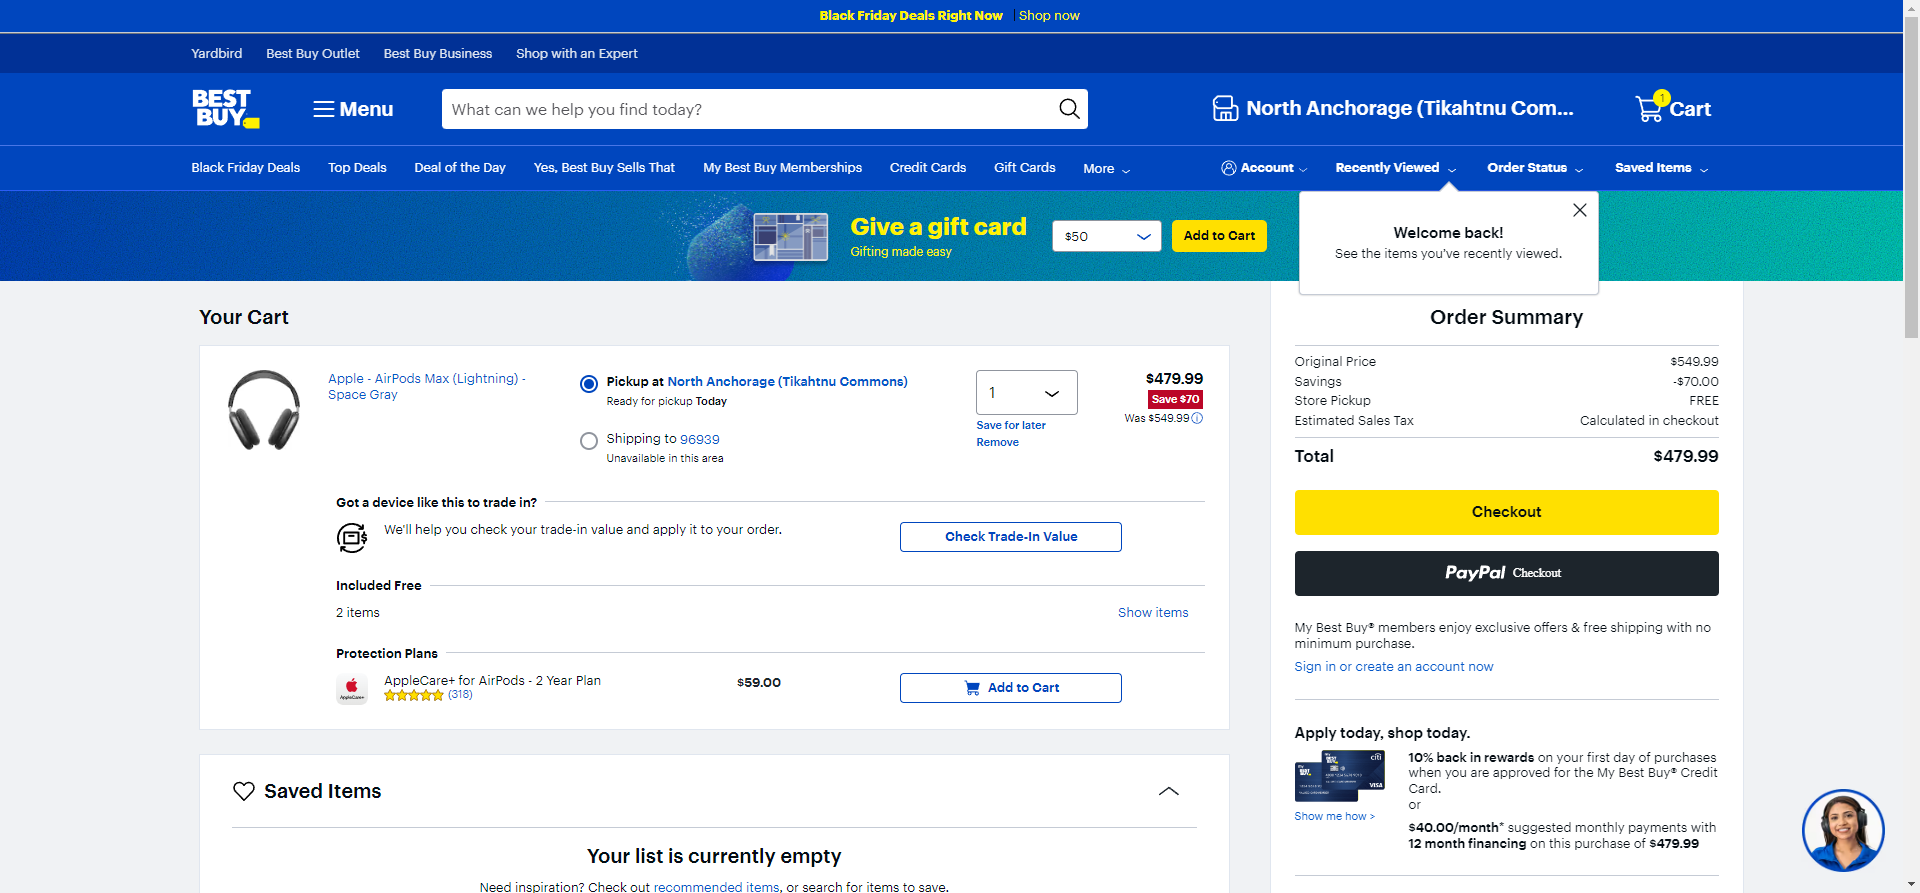 Black Friday Deals Right Now | Shop now
Yardbird Best Buy Outlet Best Buy Business Shop with an Expert
BEST BUY
Menu
What can we help you find today?
North Anchorage (Tikahtnu Com...
1
Cart
Black Friday Deals Top Deals Deal of the Day Yes, Best Buy Sells That My Best Buy Memberships Credit Cards Gift Cards More
Account Recently Viewed Order Status Saved Items
Give a gift card
Gifting made easy
$50
Add to Cart
Welcome back!
See the items you've recently viewed.
Your Cart
Apple - AirPods Max (Lightning) -
Space Gray
Pickup at North Anchorage (Tikahtnu Commons)
Ready for pickup Today
Shipping to 96939
Unavailable in this area
1
Save for later
Remove
$479.99
Save $70
Was $549.99
Got a device like this to trade in?
We'll help you check your trade-in value and apply it to your order.
Check Trade-In Value
Included Free
2 items
Show items
Protection Plans
AppleCare+
AppleCare+ for AirPods - 2 Year Plan
(318)
$59.00
Add to Cart
Saved Items
Your list is currently empty
Need inspiration? Check out recommended items, or search for items to save.
Order Summary
Original Price $549.99
Savings -$70.00
Store Pickup FREE
Estimated Sales Tax Calculated in checkout
Total $479.99
Checkout
PayPal Checkout
My Best Buy® members enjoy exclusive offers & free shipping with no
minimum purchase.
Sign in or create an account now
Apply today, shop today.
BEST BUY
citi
VISA
Show me how >
10% back in rewards on your first day of purchases
when you are approved for the My Best Buy® Credit
Card.
or
$40.00/month* suggested monthly payments with
12 month financing on this purchase of $479.99